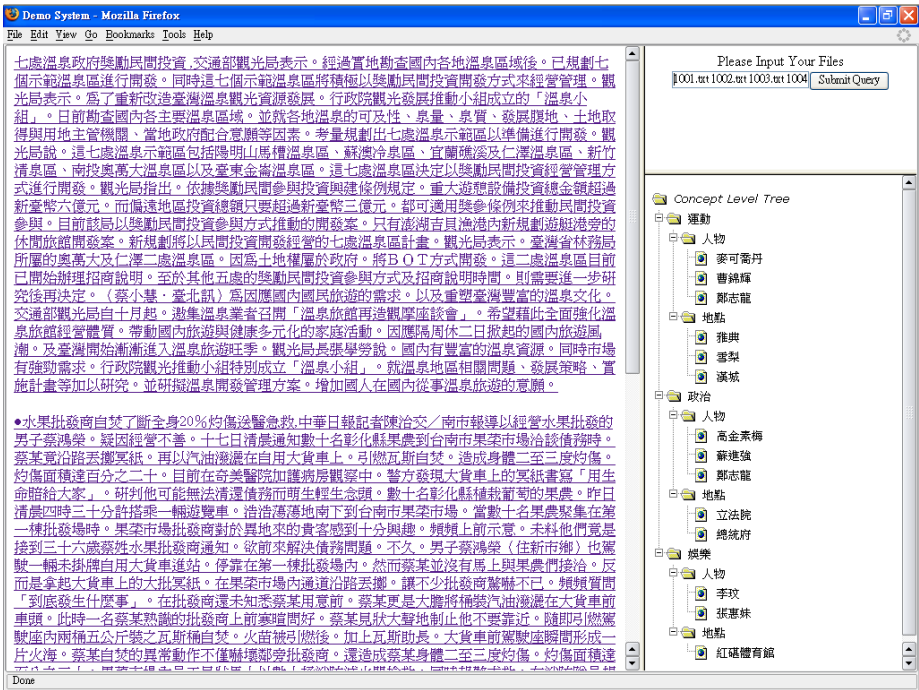 Demo System - Mozilla Firefox
File Edit View Go Bookmarks Tools Help
七處溫泉政府獎勵民間投資 .交通部觀光局表示。經過實地勘查國內各地溫泉區域後。已規劃七
個示範溫泉區進行開發。同時這七個示範溫泉區將積極以獎勵民間投資開發方式來經營管理。觀
光局表示。為了重新改造臺灣溫泉觀光資源發展。行政院觀光發展推動小組成立的「溫泉小
組」。日前勘查國內各主要溫泉區域。並就各地溫泉的可及性、泉量、泉質、發展腹地、土地取
得與用地主管機關、當地政府配合意願等因素。考量規劃出七處溫泉示範區以準備進行開發。觀
光局說。這七處溫泉示範區包括陽明山馬槽溫泉區、蘇澳冷泉區、宜蘭礁溪及仁澤溫泉區、新竹
清泉區、南投奧萬大溫泉區以及臺東金崙溫泉區。這七處溫泉區決定以獎勵民間投資經營管理方
式進行開發。觀光局指出。依據獎勵民間參與投資興建條例規定。重大遊憩設備投資總金額超過
新臺幣六億元。而偏遠地區投資總額只要超過新臺幣三億元。都可適用獎參條例來推動民間投資
參與。目前該局以獎勵民間投資參與方式推動的開發案。只有澎湖吉貝漁港內新規劃遊艇港旁的
休閒旅館開發案。新規劃將以民間投資開發經營的七處溫泉區計畫。觀光局表示。臺灣省林務局
所屬的奧萬大及仁澤二處溫泉區。因為土地權屬於政府。將BOT方式開發。這二處溫泉區目前
已開始辦理招商說明。至於其他五處的獎勵民間投資參與方式及招商說明時間。則需要進一步研
究後再決定。（蔡小慧．臺北訊）為因應國內國民旅遊的需求。以及重塑臺灣豐富的溫泉文化。
交通部觀光局自十月起。邀集溫泉業者召開「溫泉旅館再造觀摩座談會」。希望藉此全面強化溫
泉旅館經營體質。帶動國內旅遊與健康多元化的家庭活動。因應隔周休二日掀起的國內旅遊風
潮。及臺灣開始漸漸進入溫泉旅遊旺季。觀光局長張學勞說。國內有豐富的溫泉資源。同時市場
有強勁需求。行政院觀光推動小組特別成立「溫泉小組」。就溫泉地區相關問題、發展策略、實
施計畫等加以研究。並研擬溫泉開發管理方案。增加國人在國內從事溫泉旅遊的意願。
●水果批發商自焚了斷全身20%灼傷送醫急救.中華日報記者陳治交／南市報導以經營水果批發的
男子蔡鴻榮。疑因經營不善。十七日清晨通知數十名彰化縣果農到台南市果菜市場洽談債務時。
蔡某竟沿路丟擲冥紙。再以汽油潑灑在自用大貨車上。引燃瓦斯自焚。造成身體二至三度灼傷。
灼傷面積達百分之二十。目前在奇美醫院加護病房觀察中。警方發現大貨車上的冥紙書寫「用生
命賠給大家」。研判他可能無法清還債務而萌生輕生念頭。數十名彰化縣植栽葡萄的果農。昨日
清晨四時三十分許搭乘一輛遊覽車。浩浩蕩蕩地南下到台南市果菜市場。當數十名果農聚集在第
一棟批發場時。果菜市場批發商對於異地來的貴客感到十分興趣。頻頻上前示意。未料他們竟是
接到三十六歲蔡姓水果批發商通知。欲前來解決債務問題。不久。男子蔡鴻榮（住新市鄉）也駕
駛一輛未掛牌自用大貨車進站。停靠在第一棟批發場內。然而蔡某並沒有馬上與果農們接洽。反
而是拿起大貨車上的大批冥紙。在果菜市場內通道沿路丟擲。讓不少批發商驚嚇不已。頻頻質問
「到底發生什麼事」。在批發商還未知悉蔡某用意前。蔡某更是大膽將桶裝汽油潑灑在大貨車前
車頭。此時一名蔡某熟識的批發商上前寒暄問好。蔡某見狀大聲地制止他不要靠近。隨即引燃駕
駛座內兩桶五公斤裝之瓦斯桶自焚。火苗被引燃後。加上瓦斯助長。大貨車前駕駛座瞬間形成一
片火海。蔡某自焚的異常動作不僅嚇壞鄰旁批發商。還造成蔡某身體二至三度灼傷。灼傷面積達
Please Input Your Files
1001.txt 1002.txt 1003.txt 1004 Submit Query
Concept Level Tree
運動
人物
麥可喬丹
曹錦輝
鄭志龍
地點
雅典
雪梨
漢城
政治
人物
高金素梅
蘇進強
鄭志龍
地點
立法院
總統府
娛樂
人物
李玟
張惠妹
地點
紅磡體育館
Done